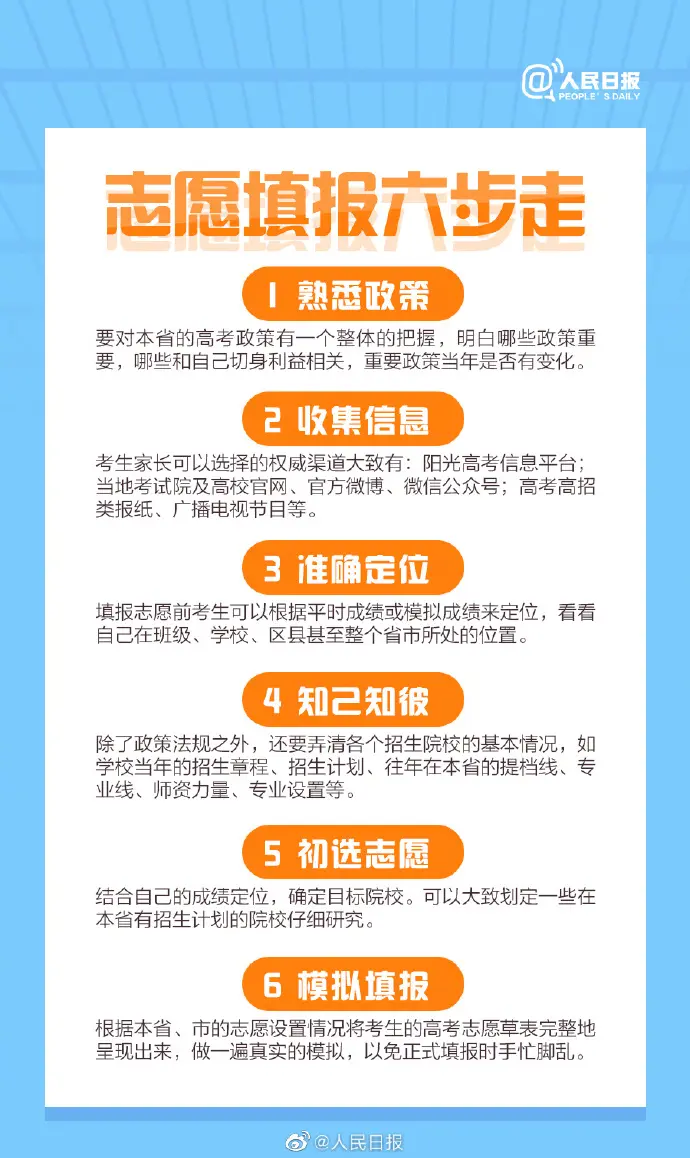 @人民日报
PEOPLE'S DAILY
志愿填报六步走
1 熟悉政策
要对本省的高考政策有一个整体的把握，明白哪些政策重
要，哪些和自己切身利益相关，重要政策当年是否有变化。
2 收集信息
考生家长可以选择的权威渠道大致有：阳光高考信息平台；
当地考试院及高校官网、官方微博、微信公众号；高考高招
类报纸、广播电视节目等。
3 准确定位
填报志愿前考生可以根据平时成绩或模拟成绩来定位，看看
自己在班级、学校、区县甚至整个省市所处的位置。
4 知己知彼
除了政策法规之外，还要弄清各个招生院校的基本情况，如
学校当年的招生章程、招生计划、往年在本省的提档线、专
业线、师资力量、专业设置等。
5 初选志愿
结合自己的成绩定位，确定目标院校。可以大致划定一些在
本省有招生计划的院校仔细研究。
6 模拟填报
根据本省、市的志愿设置情况将考生的高考志愿草表完整地
呈现出来，做一遍真实的模拟，以免正式填报时手忙脚乱。
@人民日报